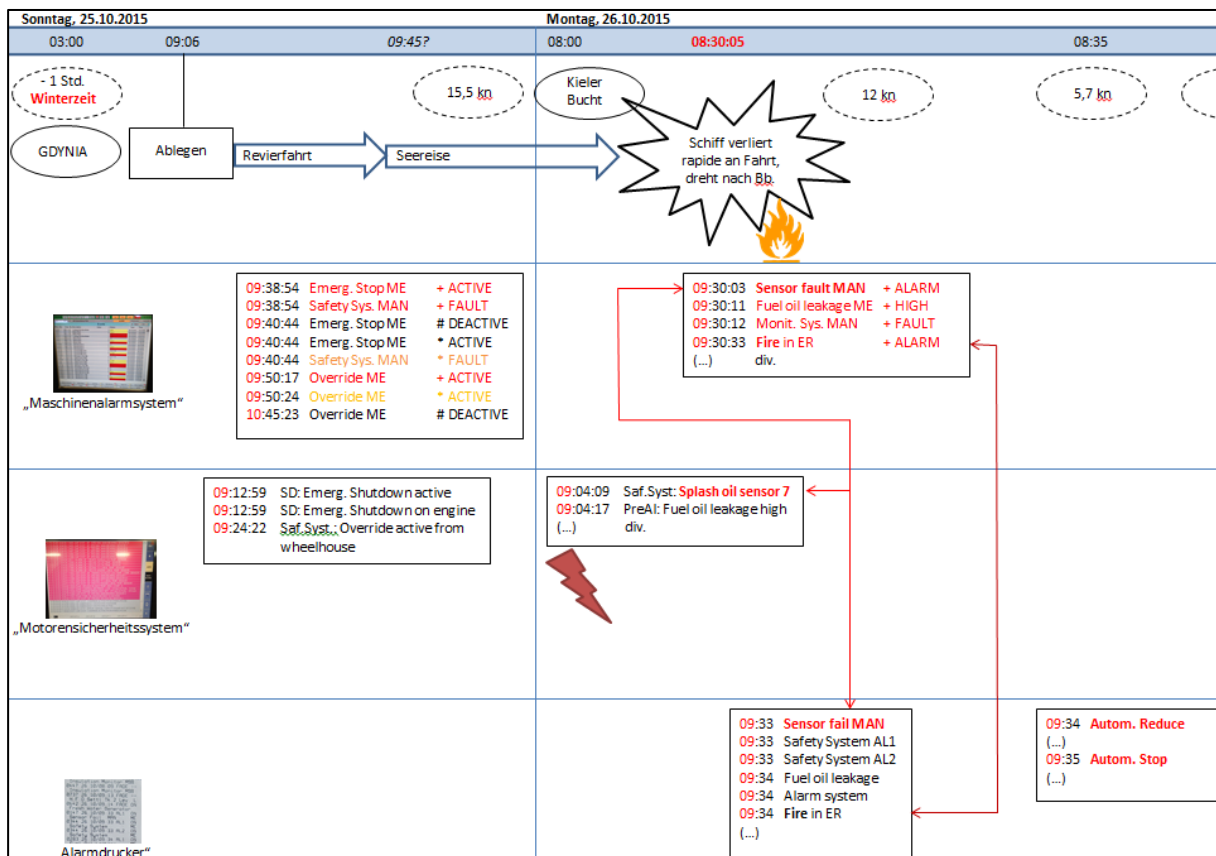 Sonntag, 25.10.2015
Montag, 26.10.2015
03:00
09:06
09:45?
08:00
08:30:05
08:35
- 1 Std.
Winterzeit
15,5 kn
Kieler
Bucht
12 kn
5,7 kn
GDYNIA
Ablegen
Revierfahrt
Seereise
Schiff verliert
rapide an Fahrt,
dreht nach Bb.
09:38:54 Emerg. Stop ME + ACTIVE
09:38:54 Safety Sys. MAN + FAULT
09:40:44 Emerg. Stop ME # DEACTIVE
09:40:44 Emerg. Stop ME * ACTIVE
09:40:44 Safety Sys. MAN * FAULT
09:50:17 Override ME + ACTIVE
09:50:24 Override ME * ACTIVE
10:45:23 Override ME # DEACTIVE
09:30:03 Sensor fault MAN + ALARM
09:30:11 Fuel oil leakage ME + HIGH
09:30:12 Monit. Sys. MAN + FAULT
09:30:33 Fire in ER + ALARM
(...) div.
„Maschinenalarmsystem“
09:12:59 SD: Emerg. Shutdown active
09:12:59 SD: Emerg. Shutdown on engine
09:24:22 Saf.Syst.: Override active from
wheelhouse
09:04:09 Saf.Syst: Splash oil sensor 7
09:04:17 PreAl: Fuel oil leakage high
(...) div.
„Motorensicherheitssystem“
09:33 Sensor fail MAN
09:33 Safety System AL1
09:33 Safety System AL2
09:34 Fuel oil leakage
09:34 Alarm system
09:34 Fire in ER
(...)
09:34 Autom. Reduce
(...)
09:35 Autom. Stop
(...)
Alarmdrucker“